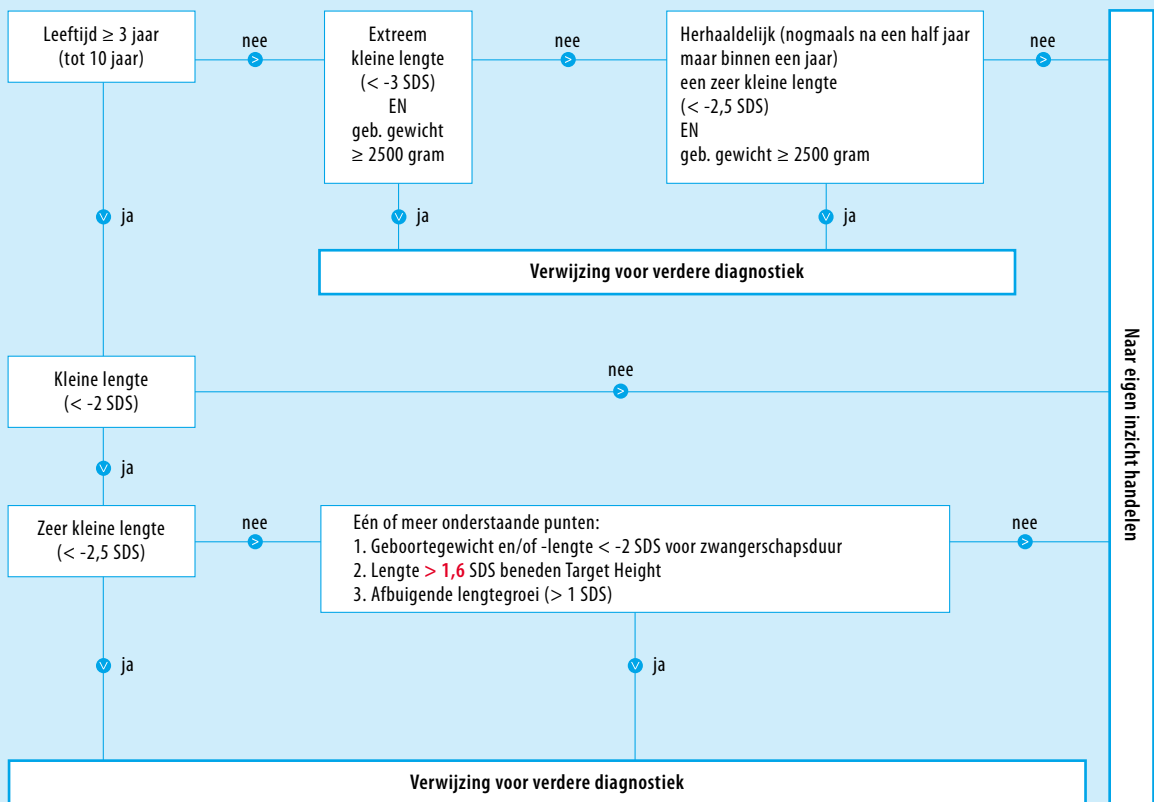 Leeftijd ≥ 3 jaar
(tot 10 jaar)
nee
Extreem
kleine lengte
(< -3 SDS)
EN
geb. gewicht
≥ 2500 gram
nee
Herhaaldelijk (nogmaals na een half jaar
maar binnen een jaar)
een zeer kleine lengte
(< -2,5 SDS)
EN
geb. gewicht ≥ 2500 gram
nee
ja
ja
ja
Verwijzing voor verdere diagnostiek
Naar eigen inzicht handelen
Kleine lengte
(< -2 SDS)
nee
ja
Zeer kleine lengte
(< -2,5 SDS)
nee
Eén of meer onderstaande punten:
1. Geboortegewicht en/of -lengte < -2 SDS voor zwangerschapsduur
2. Lengte > 1,6 SDS beneden Target Height
3. Afbuigende lengtegroei (> 1 SDS)
nee
ja
ja
Verwijzing voor verdere diagnostiek